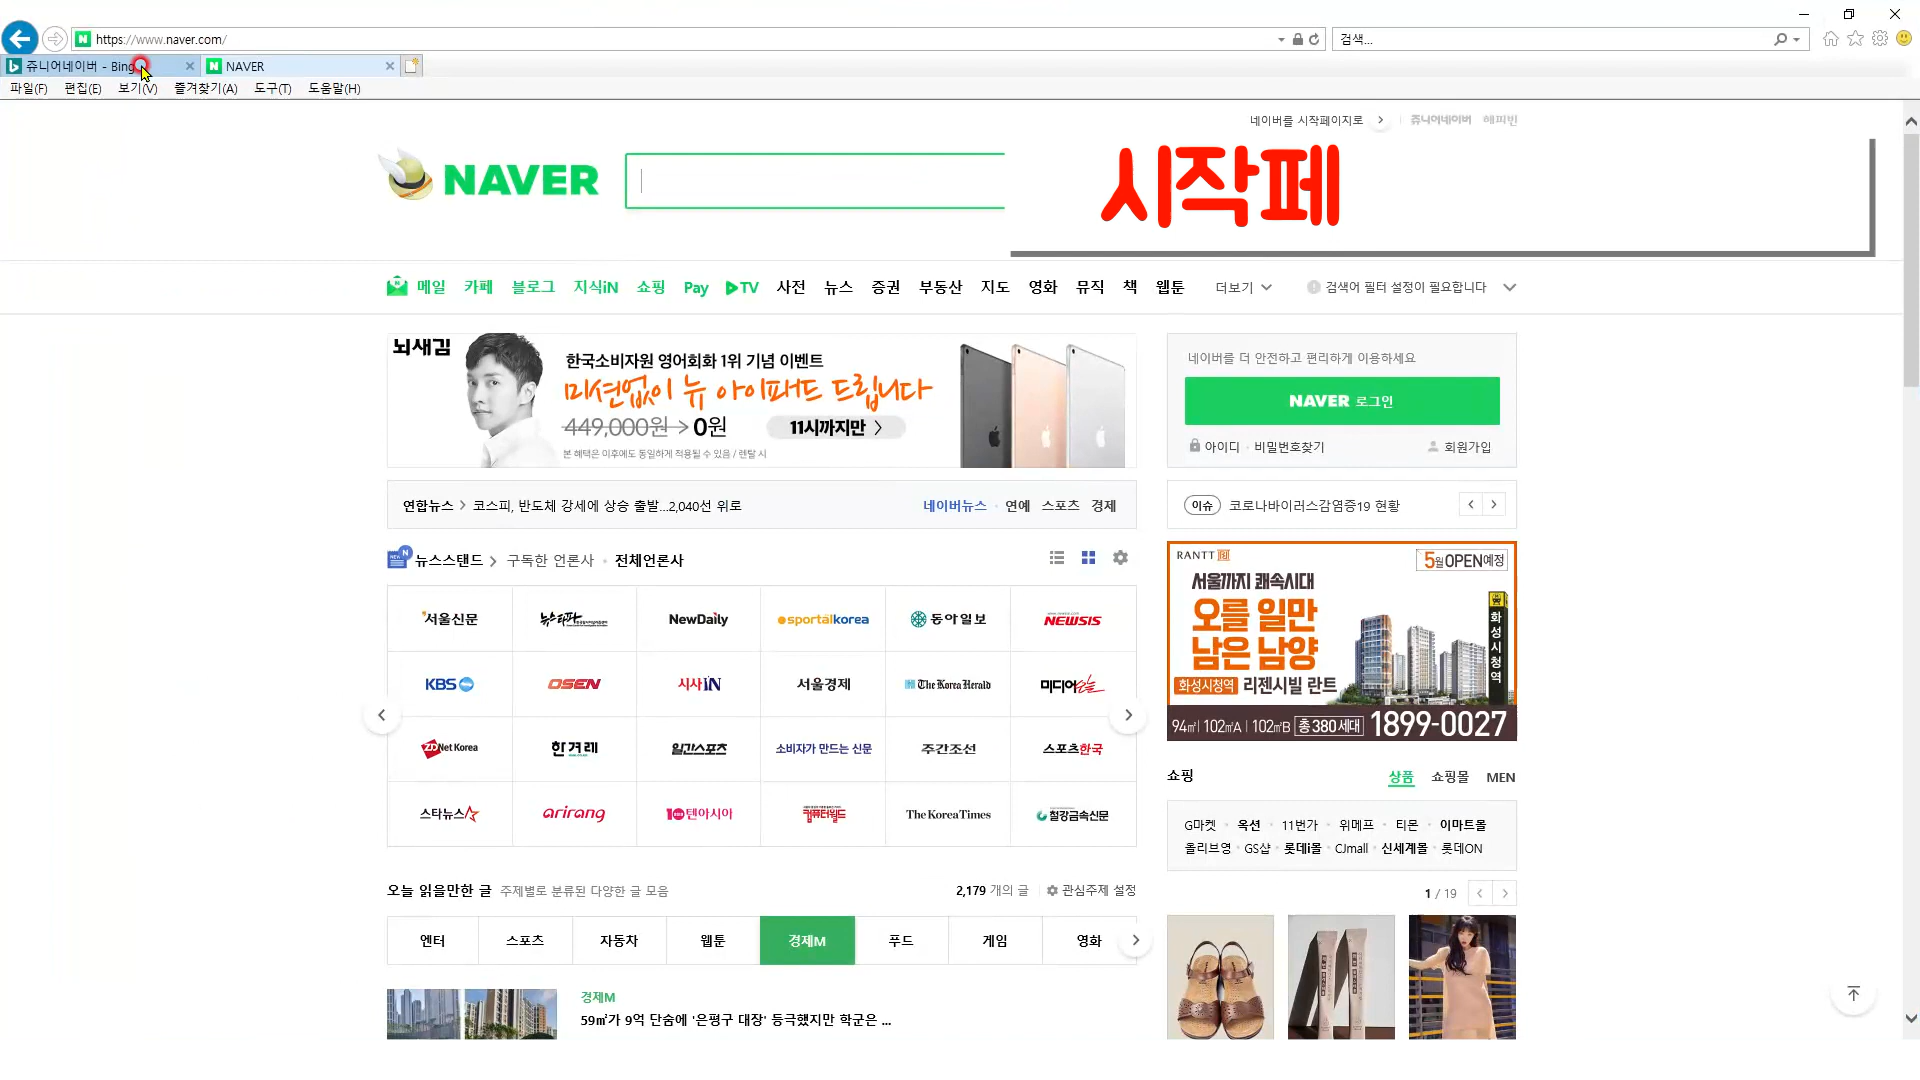 https://www.naver.com/
검색...
쥬니어네이버 - Bing
NAVER
파일(F) 편집(E) 보기(V) 즐겨찾기(A) 도구(T) 도움말(H)
네이버를 시작페이지로
쥬니어네이버 해피빈
NAVER
시작페
메일 카페 블로그 지식iN 쇼핑 Pay TV 사전 뉴스 증권 부동산 지도 영화 뮤직 책 웹툰 더보기
검색어 필터 설정이 필요합니다
뇌새김
한국소비자원 영어회화 1위 기념 이벤트
미션없이 뉴 아이패드 드립니다
449,000원 > 0원
11시까지만 >
본 혜택은 이후에도 동일하게 적용될 수 있음 / 렌탈 시
네이버를 더 안전하고 편리하게 이용하세요
NAVER 로그인
아이디 · 비밀번호찾기
회원가입
연합뉴스 > 코스피, 반도체 강세에 상승 출발...2,040선 위로
네이버뉴스 · 연예 스포츠 경제
이슈 코로나바이러스감염증19 현황
NEW N
뉴스스탠드 > 구독한 언론사 · 전체언론사
서울신문 뉴스타파 NewDaily sportalkorea 동아일보 NEWSIS
KBS OSEN 시사IN 서울경제 The Korea Herald 미디어오늘
ZDNet Korea 한겨레 일간스포츠 소비자가 만드는 신문 주간조선 스포츠한국
스타뉴스 arirang 10텐아시아 컴퓨터월드 The Korea Times 철강금속신문
RANTT
5월OPEN예정
서울까지 쾌속시대
오를 일만
남은 남양
화성시청역 리젠시빌 란트
화성시청역
94㎡ | 102㎡A | 102㎡B 총380세대 1899-0027
쇼핑
상품 쇼핑몰 MEN
G마켓 · 옥션 · 11번가 · 위메프 · 티몬 · 이마트몰
올리브영 · GS샵 · 롯데i몰 · CJmall · 신세계몰 · 롯데ON
1 / 19
오늘 읽을만한 글 주제별로 분류된 다양한 글 모음
2,179 개의 글
관심주제 설정
엔터 스포츠 자동차 웹툰 경제M 푸드 게임 영화
경제M
59㎡가 9억 단숨에 '은평구 대장' 등극했지만 학군은 ...